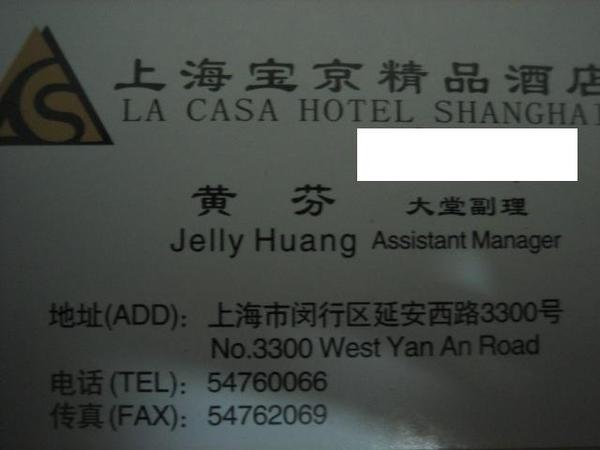 CS
上海宝京精品酒店
LA CASA HOTEL SHANGHAI
黄 芬 大堂副理
Jelly Huang Assistant Manager
地址(ADD): 上海市闵行区延安西路3300号
No.3300 West Yan An Road
电话(TEL): 54760066
传真(FAX): 54762069